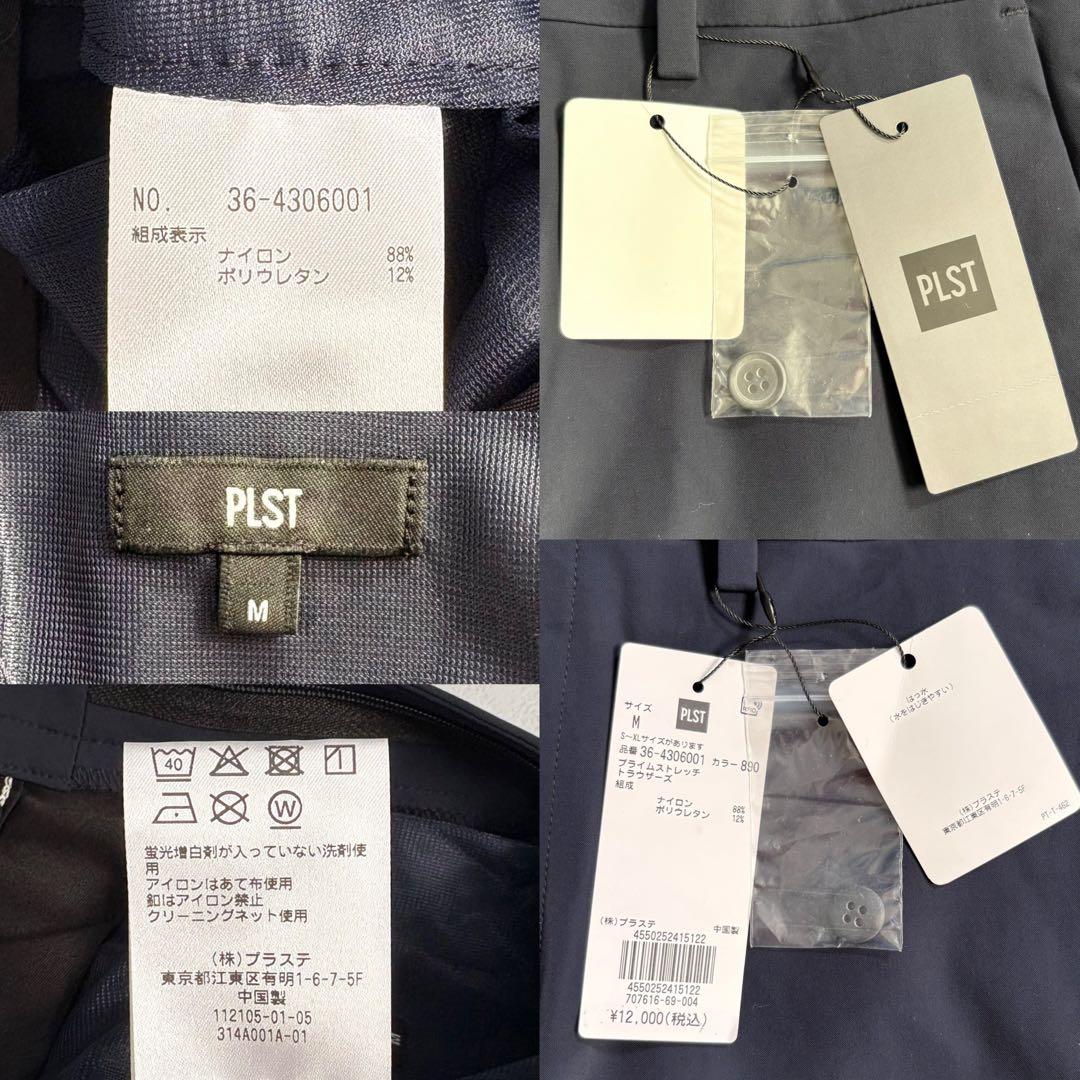 NO. 36-4306001
組成表示
ナイロン 88%
ポリウレタン 12%
PLST
M
40
蛍光増白剤が入っていない洗剤使
用
アイロンはあて布使用
釦はアイロン禁止
クリーニングネット使用
(株)プラステ
東京都江東区有明1-6-7-5F
中国製
112105-01-05
314A001A-01
PLST
サイズ
M
PLST
S~XLサイズがあります
品番 36-4306001 カラー 890
プライムストレッチ
トラウザーズ
組成
ナイロン 88%
ポリウレタン 12%
(株)プラステ 中国製
4550252415122
4550252415122
707616-69-004
¥12,000(税込)
はっ水
(水をはじきやすい)
(株)プラステ
東京都江東区有明1-6-7-5F
PT-T-462